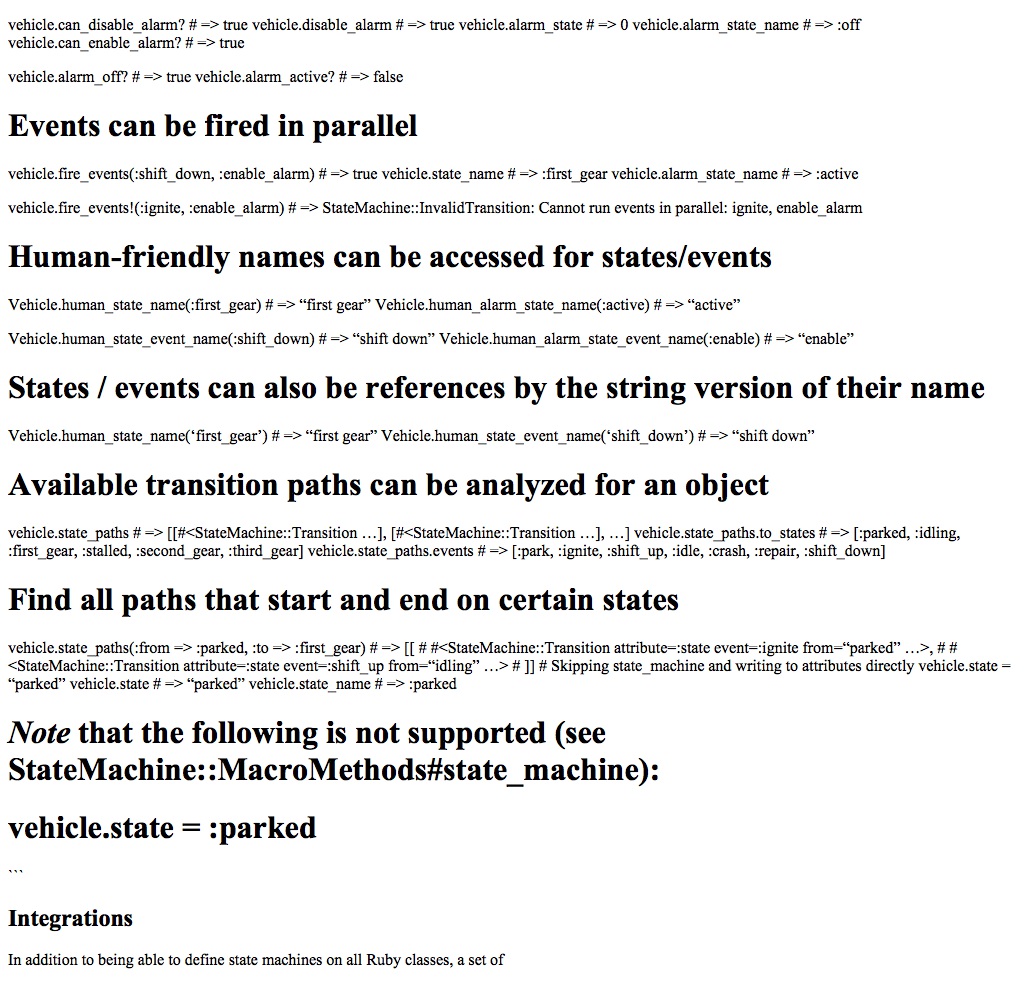 vehicle.can_disable_alarm? # => true vehicle.disable_alarm # => true vehicle.alarm_state # => 0 vehicle.alarm_state_name # => :off
vehicle.can_enable_alarm? # => true
vehicle.alarm_off? # => true vehicle.alarm_active? # => false
Events can be fired in parallel
vehicle.fire_events(:shift_down, :enable_alarm) # => true vehicle.state_name # => :first_gear vehicle.alarm_state_name # => :active
vehicle.fire_events!(:ignite, :enable_alarm) # => StateMachine::InvalidTransition: Cannot run events in parallel: ignite, enable_alarm
Human-friendly names can be accessed for states/events
Vehicle.human_state_name(:first_gear) # => “first gear” Vehicle.human_alarm_state_name(:active) # => “active”
Vehicle.human_state_event_name(:shift_down) # => “shift down” Vehicle.human_alarm_state_event_name(:enable) # => “enable”
States / events can also be references by the string version of their name
Vehicle.human_state_name(‘first_gear’) # => “first gear” Vehicle.human_state_event_name(‘shift_down’) # => “shift down”
Available transition paths can be analyzed for an object
vehicle.state_paths # => [[#<StateMachine::Transition …], [#<StateMachine::Transition …], …] vehicle.state_paths.to_states # => [:parked, :idling,
:first_gear, :stalled, :second_gear, :third_gear] vehicle.state_paths.events # => [:park, :ignite, :shift_up, :idle, :crash, :repair, :shift_down]
Find all paths that start and end on certain states
vehicle.state_paths(:from => :parked, :to => :first_gear) # => [[ # #<StateMachine::Transition attribute=:state event=:ignite from=“parked” …>, # #
<StateMachine::Transition attribute=:state event=:shift_up from=“idling” …> # ]] # Skipping state_machine and writing to attributes directly vehicle.state =
“parked” vehicle.state # => “parked” vehicle.state_name # => :parked
Note that the following is not supported (see
StateMachine::MacroMethods#state_machine):
vehicle.state = :parked
```
Integrations
In addition to being able to define state machines on all Ruby classes, a set of